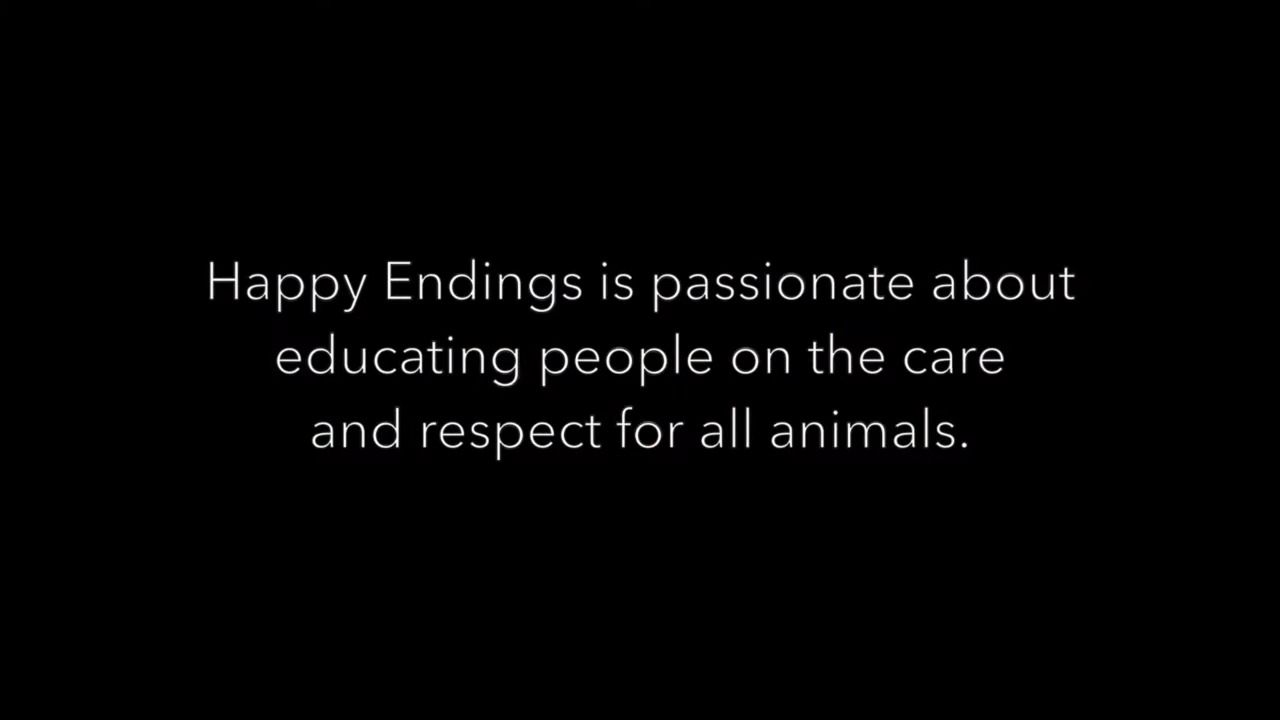 Happy Endings is passionate about
educating people on the care
and respect for all animals.